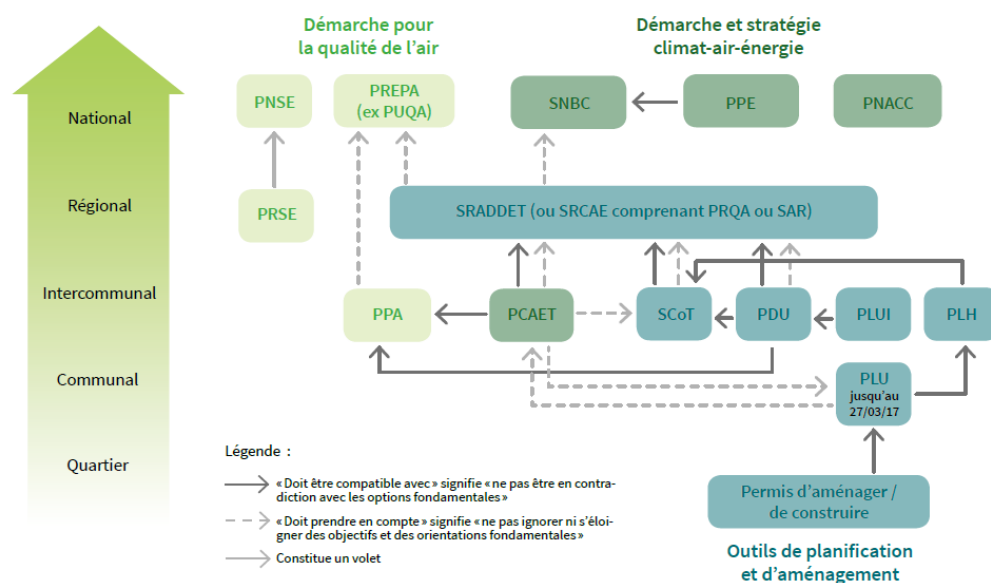 Démarche pour
la qualité de l'air
Démarche et stratégie
climat-air-énergie
National
PNSE
PREPA
(ex PUQA)
SNBC
PPE
PNACC
Régional
PRSE
SRADDET (ou SRCAE comprenant PRQA ou SAR)
Intercommunal
PPA
PCAET
SCoT
PDU
PLUI
PLH
Communal
PLU
jusqu'au
27/03/17
Quartier
Permis d'aménager /
de construire
Outils de planification
et d'aménagement
Légende :
« Doit être compatible avec » signifie « ne pas être en contra-
diction avec les options fondamentales »
« Doit prendre en compte » signifie « ne pas ignorer ni s'éloi-
gner des objectifs et des orientations fondamentales »
Constitue un volet